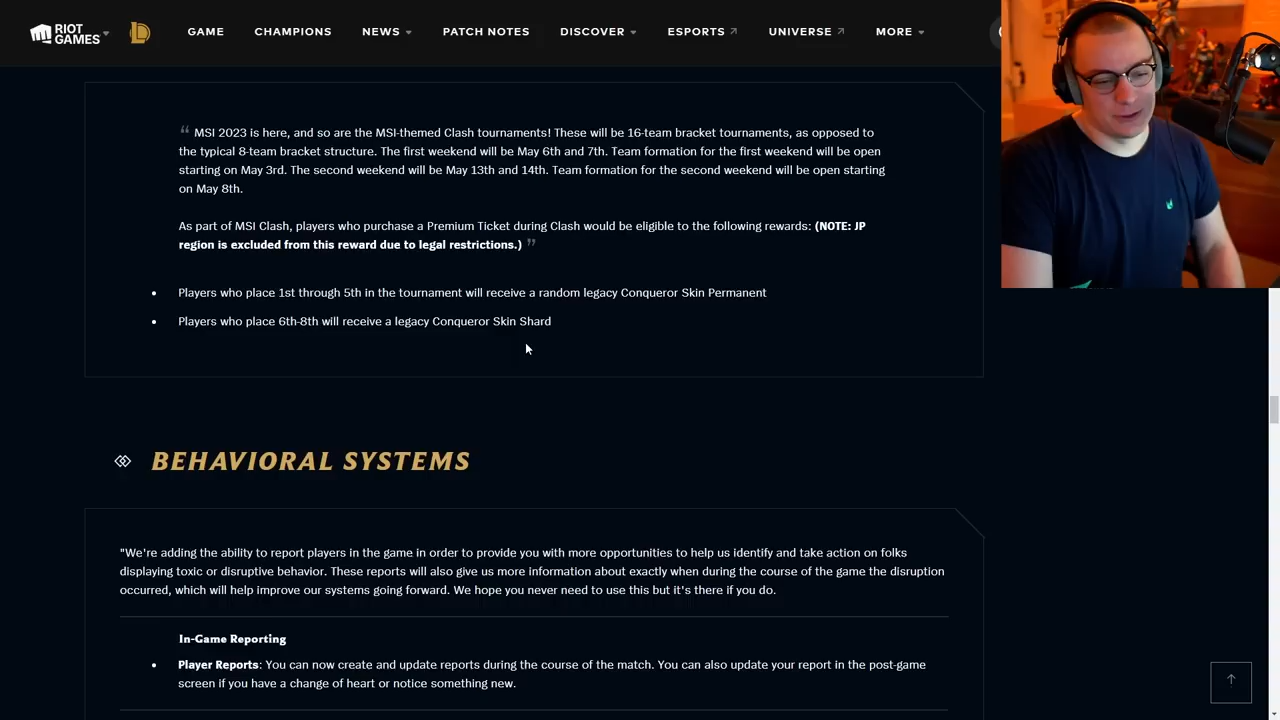 RIOT GAMES
GAME
CHAMPIONS
NEWS
PATCH NOTES
DISCOVER
ESPORTS
UNIVERSE
MORE
“ MSI 2023 is here, and so are the MSI-themed Clash tournaments! These will be 16-team bracket tournaments, as opposed to
the typical 8-team bracket structure. The first weekend will be May 6th and 7th. Team formation for the first weekend will be open
starting on May 3rd. The second weekend will be May 13th and 14th. Team formation for the second weekend will be open starting
on May 8th.
As part of MSI Clash, players who purchase a Premium Ticket during Clash would be eligible to the following rewards: (NOTE: JP
region is excluded from this reward due to legal restrictions.) ”
• Players who place 1st through 5th in the tournament will receive a random legacy Conqueror Skin Permanent
• Players who place 6th-8th will receive a legacy Conqueror Skin Shard
BEHAVIORAL SYSTEMS
"We're adding the ability to report players in the game in order to provide you with more opportunities to help us identify and take action on folks
displaying toxic or disruptive behavior. These reports will also give us more information about exactly when during the course of the game the disruption
occurred, which will help improve our systems going forward. We hope you never need to use this but it's there if you do.
In-Game Reporting
• Player Reports: You can now create and update reports during the course of the match. You can also update your report in the post-game
screen if you have a change of heart or notice something new.